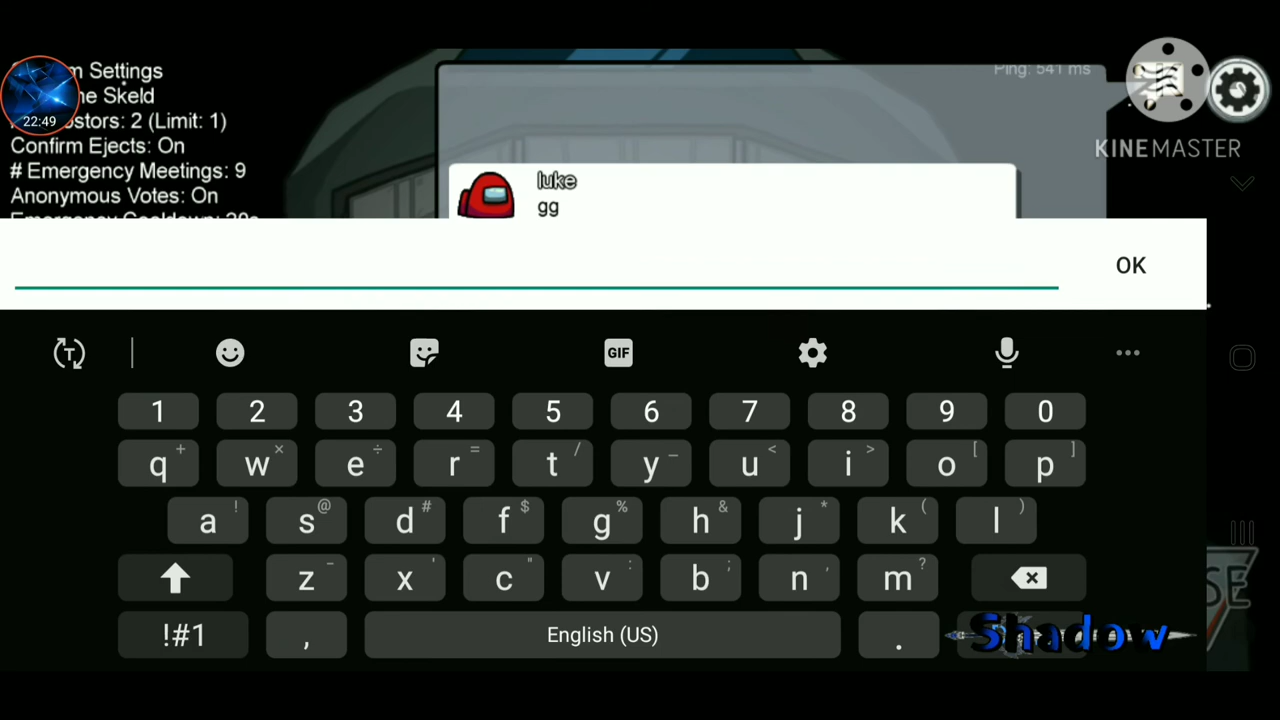 m Settings
he Skeld
22:49
ostors: 2 (Limit: 1)
Confirm Ejects: On
# Emergency Meetings: 9
Anonymous Votes: On
Ping: 541 ms
KINEMASTER
luke
gg
OK
GIF
1 2 3 4 5 6 7 8 9 0
q + w × e ÷ r = t / y _ u < i > o [ p ]
a ! s @ d # f $ g % h & j * k ( l )
z - x ' c " v : b ; n , m ?
!#1 , English (US) .
Shadow